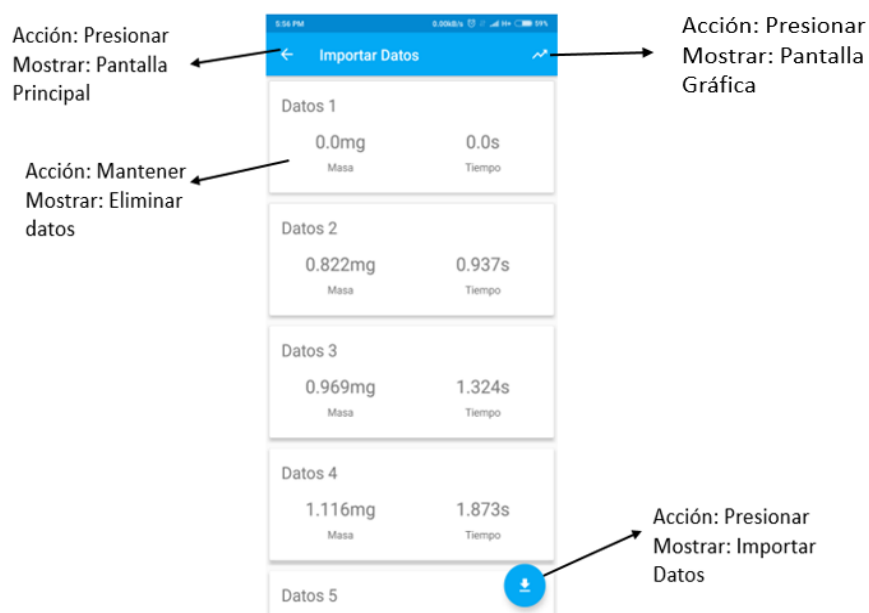 5:56 PM 0.00kB/s H+ 59%
Importar Datos
Acción: Presionar
Mostrar: Pantalla
Principal
Acción: Presionar
Mostrar: Pantalla
Gráfica
Datos 1
0.0mg 0.0s
Masa Tiempo
Acción: Mantener
Mostrar: Eliminar
datos
Datos 2
0.822mg 0.937s
Masa Tiempo
Datos 3
0.969mg 1.324s
Masa Tiempo
Datos 4
1.116mg 1.873s
Masa Tiempo
Acción: Presionar
Mostrar: Importar
Datos
Datos 5